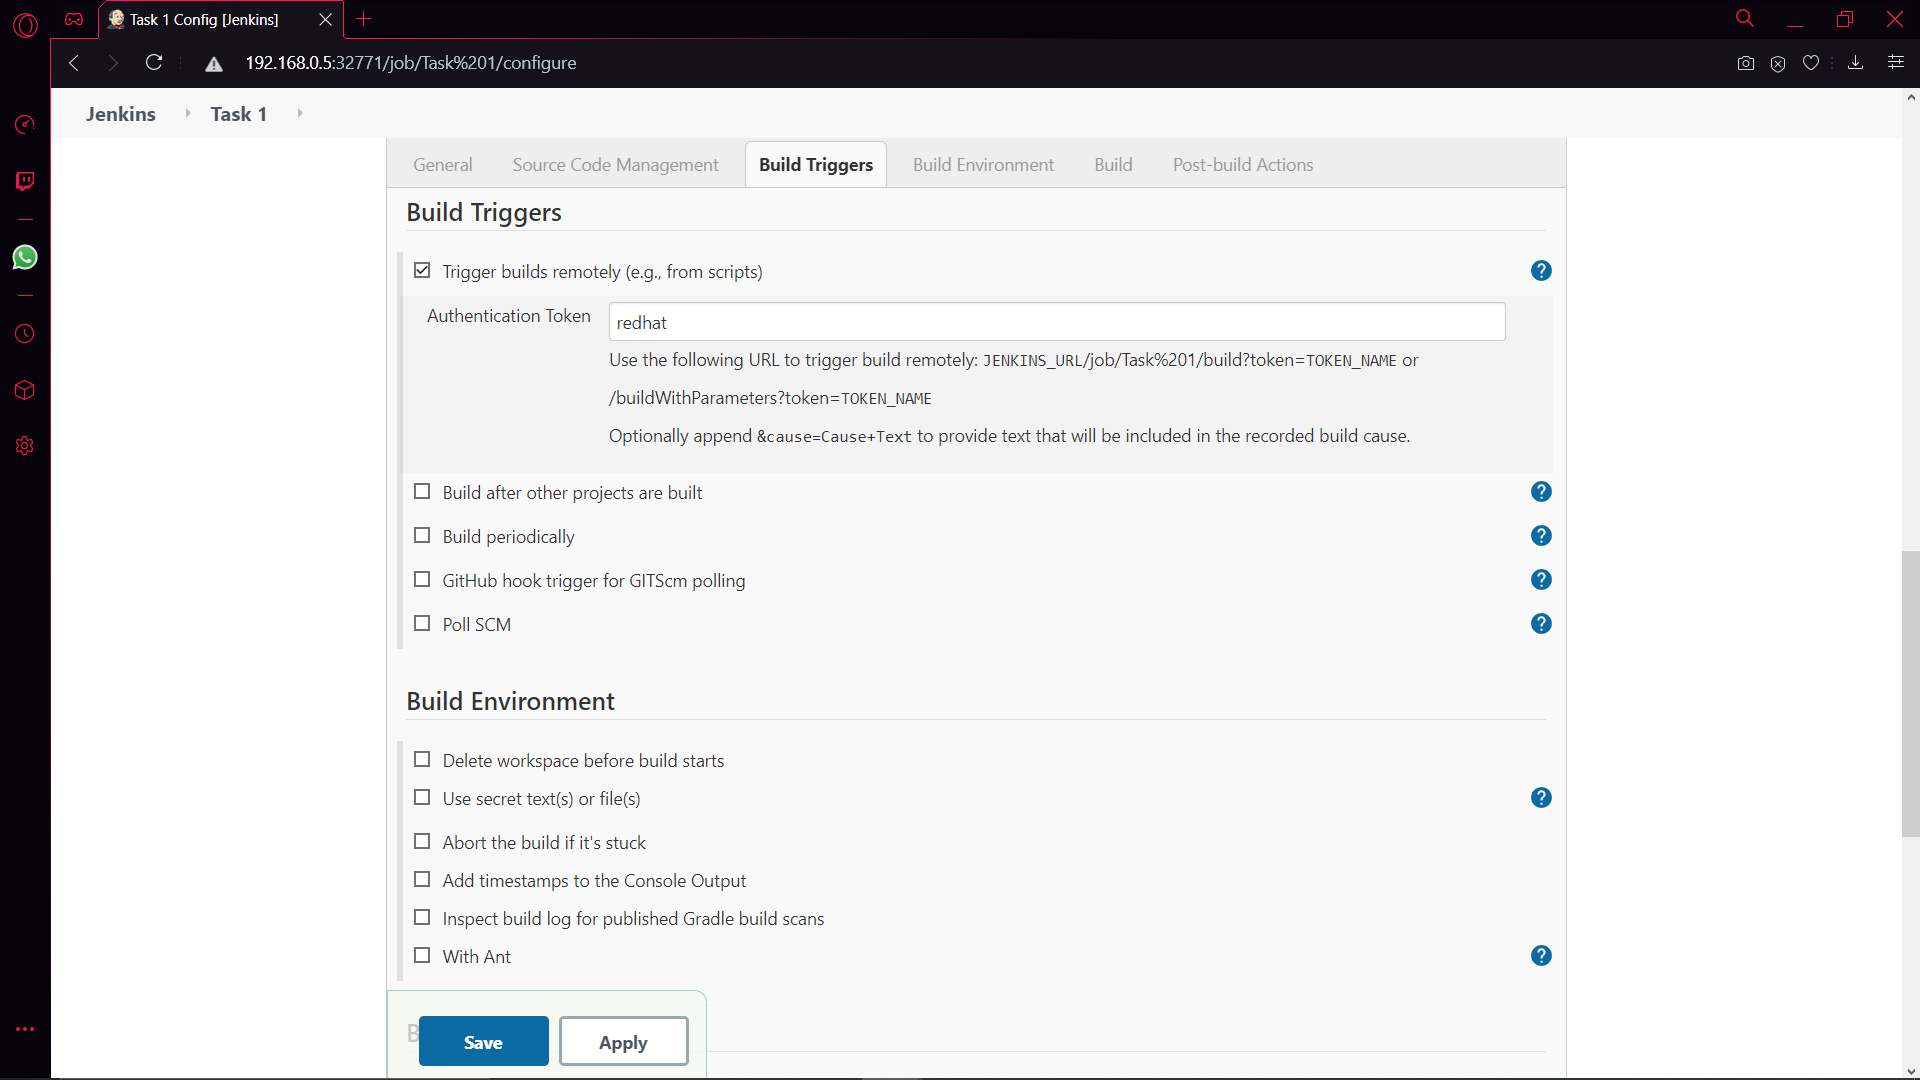 Task 1 Config [Jenkins]
192.168.0.5:32771/job/Task%201/configure
Jenkins
Task 1
General
Source Code Management
Build Triggers
Build Environment
Build
Post-build Actions
Build Triggers
Trigger builds remotely (e.g., from scripts)
Authentication Token
redhat
Use the following URL to trigger build remotely: JENKINS_URL/job/Task%201/build?token=TOKEN_NAME or
/buildWithParameters?token=TOKEN_NAME
Optionally append &cause=Cause+Text to provide text that will be included in the recorded build cause.
Build after other projects are built
Build periodically
GitHub hook trigger for GITScm polling
Poll SCM
Build Environment
Delete workspace before build starts
Use secret text(s) or file(s)
Abort the build if it's stuck
Add timestamps to the Console Output
Inspect build log for published Gradle build scans
With Ant
Save
Apply